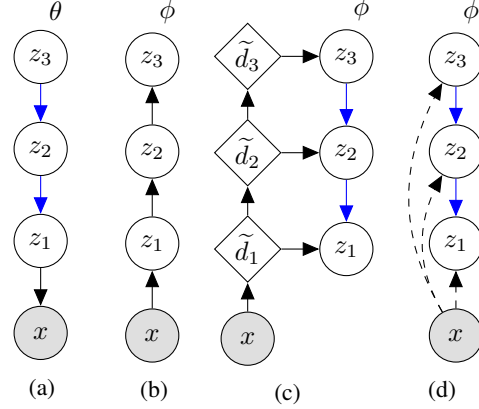 θ ϕ ϕ ϕ
z₃ z₃ d̃₃ z₃ z₃
z₂ z₂ d̃₂ z₂ z₂
z₁ z₁ d̃₁ z₁ z₁
x x x x
(a) (b) (c) (d)